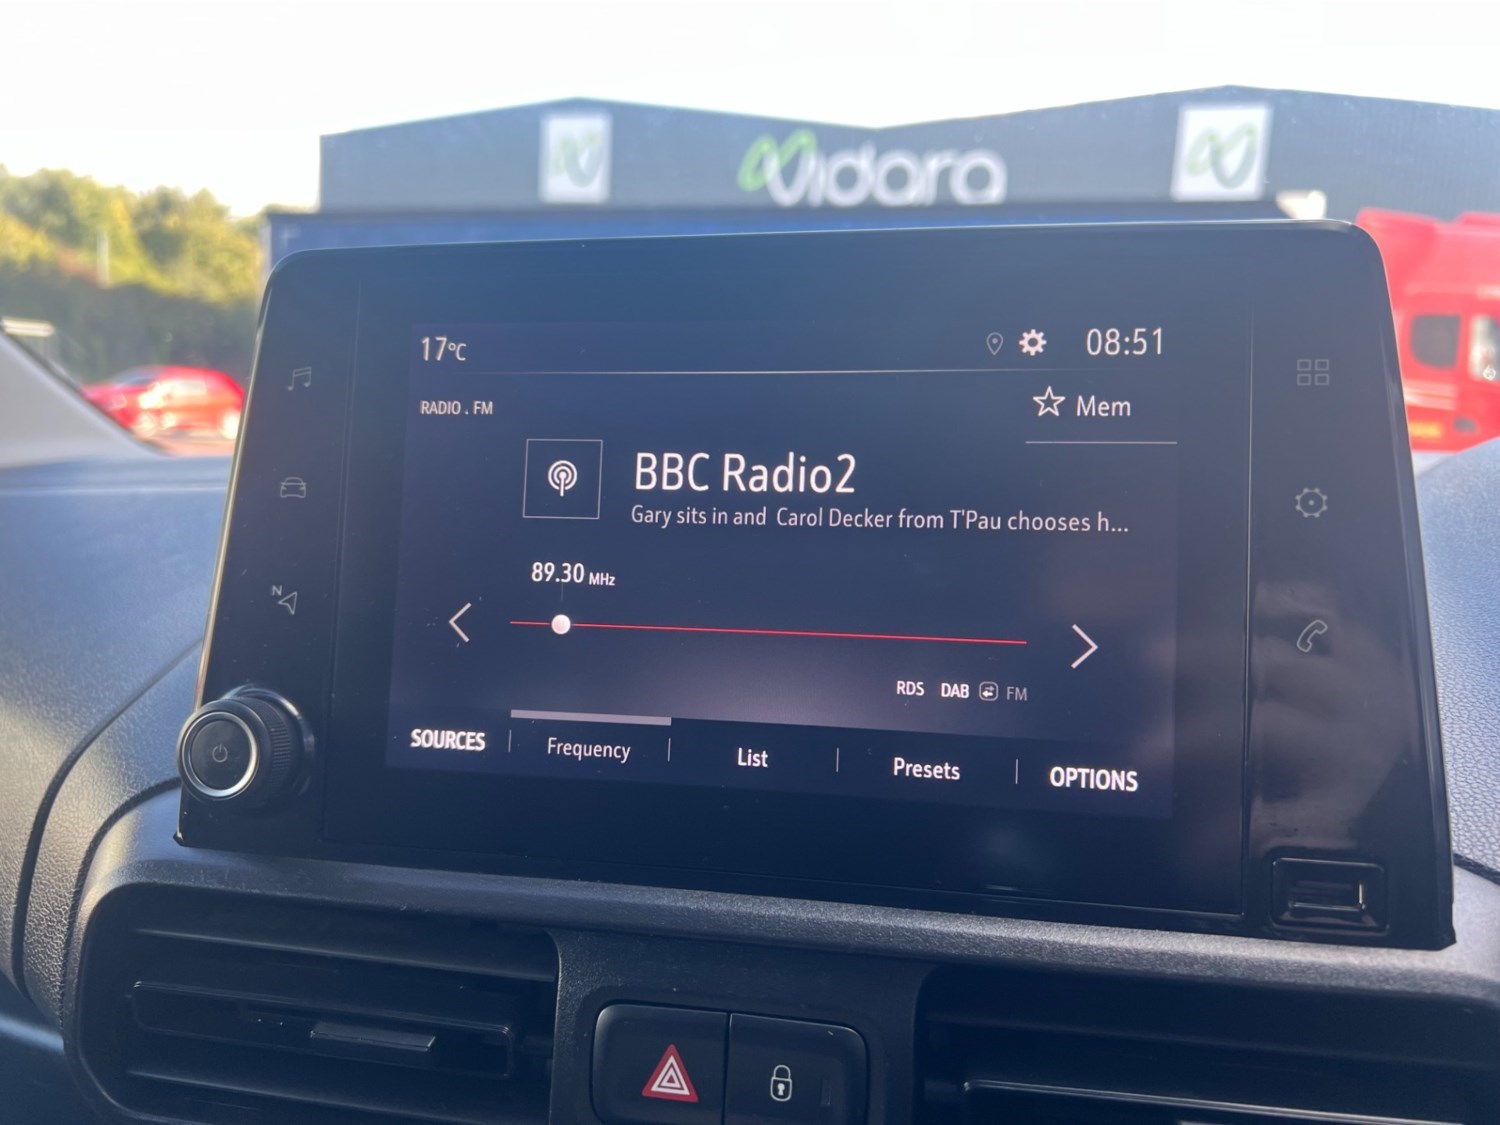 Vidara
17°C
08:51
RADIO . FM
Mem
BBC Radio2
Gary sits in and Carol Decker from T'Pau chooses h...
89.30 MHz
N
RDS DAB FM
SOURCES
Frequency
List
Presets
OPTIONS